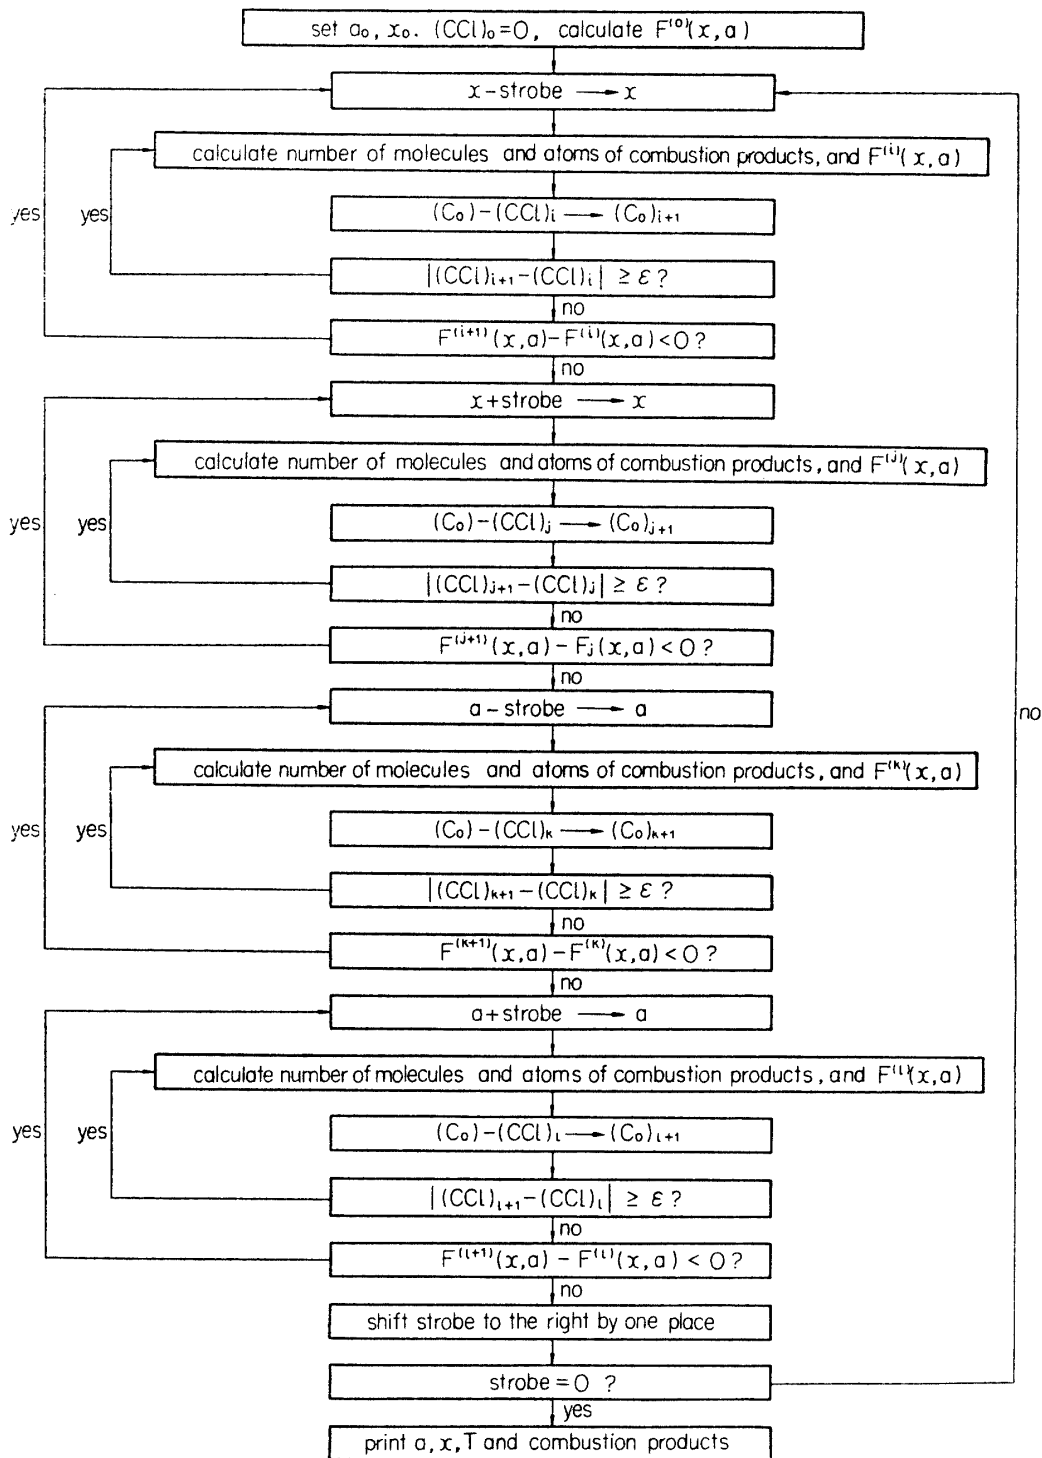 set a₀, x₀. (CCl)₀=0, calculate F⁽⁰⁾(x,a)
x–strobe → x
calculate number of molecules and atoms of combustion products, and F⁽ⁱ⁾(x,a)
(C₀)–(CCl)ᵢ → (C₀)ᵢ₊₁
yes
yes
|(CCl)ᵢ₊₁–(CCl)ᵢ| ≥ ε ?
no
F⁽ⁱ⁺¹⁾(x,a)–F⁽ⁱ⁾(x,a)<0 ?
no
x+strobe → x
calculate number of molecules and atoms of combustion products, and F⁽ʲ⁾(x,a)
(C₀)–(CCl)ⱼ → (C₀)ⱼ₊₁
yes
yes
|(CCl)ⱼ₊₁–(CCl)ⱼ| ≥ ε ?
no
F⁽ʲ⁺¹⁾(x,a) – Fⱼ(x,a) < 0 ?
no
a – strobe → a
no
calculate number of molecules and atoms of combustion products, and F⁽ᵏ⁾(x,a)
(C₀)–(CCl)ₖ → (C₀)ₖ₊₁
yes
yes
|(CCl)ₖ₊₁–(CCl)ₖ| ≥ ε ?
no
F⁽ᵏ⁺¹⁾(x,a) – F⁽ᵏ⁾(x,a) < 0 ?
no
a+strobe → a
calculate number of molecules and atoms of combustion products, and F⁽ˡ⁾(x,a)
(C₀)–(CCl)ₗ → (C₀)ₗ₊₁
yes
yes
|(CCl)ₗ₊₁–(CCl)ₗ| ≥ ε ?
no
F⁽ˡ⁺¹⁾(x,a) – F⁽ˡ⁾(x,a) < 0 ?
no
shift strobe to the right by one place
strobe = 0 ?
yes
print a, x, T and combustion products